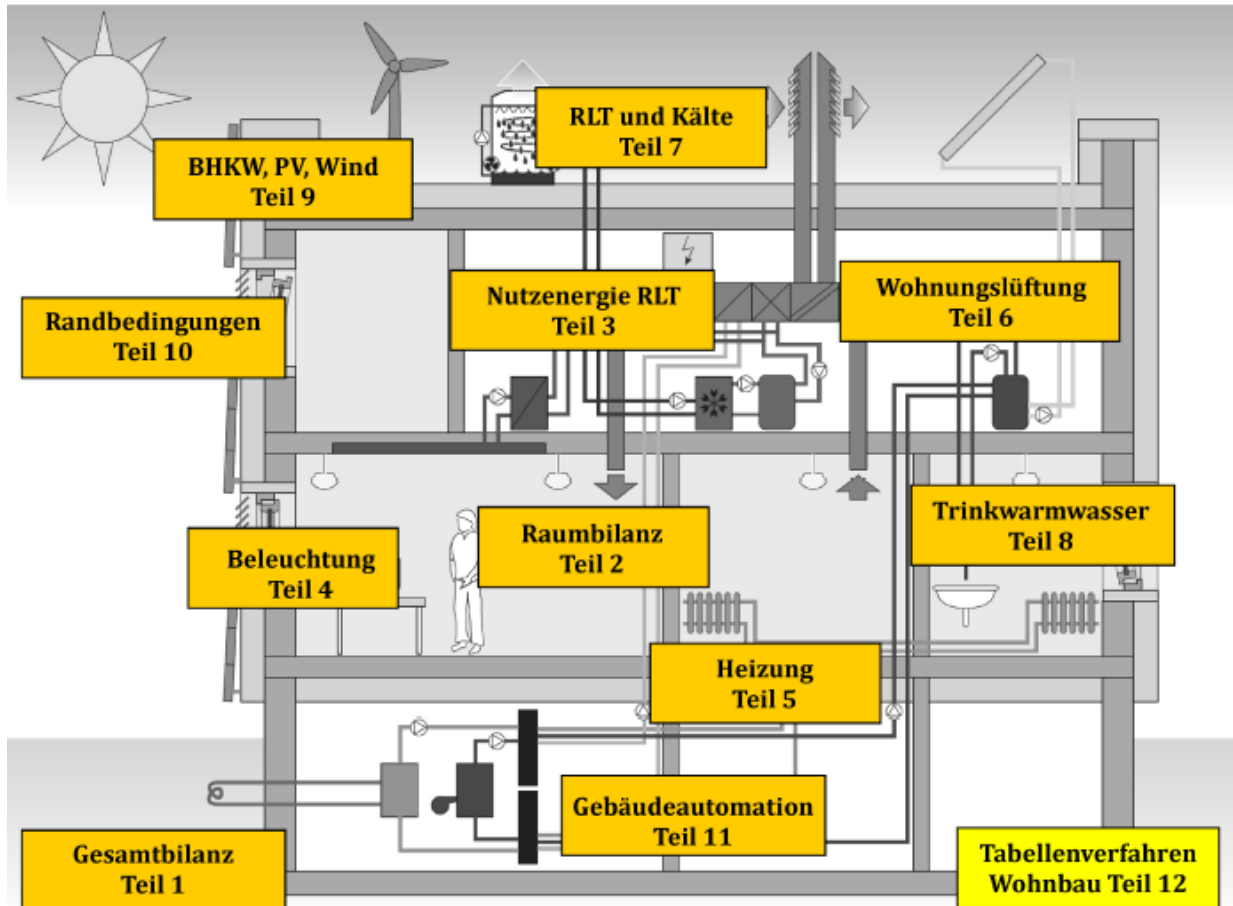 RLT und Kälte
Teil 7
BHKW, PV, Wind
Teil 9
Nutzenergie RLT
Teil 3
Wohnungslüftung
Teil 6
Randbedingungen
Teil 10
Trinkwarmwasser
Teil 8
Raumbilanz
Teil 2
Beleuchtung
Teil 4
Heizung
Teil 5
Gebäudeautomation
Teil 11
Gesamtbilanz
Teil 1
Tabellenverfahren
Wohnbau Teil 12